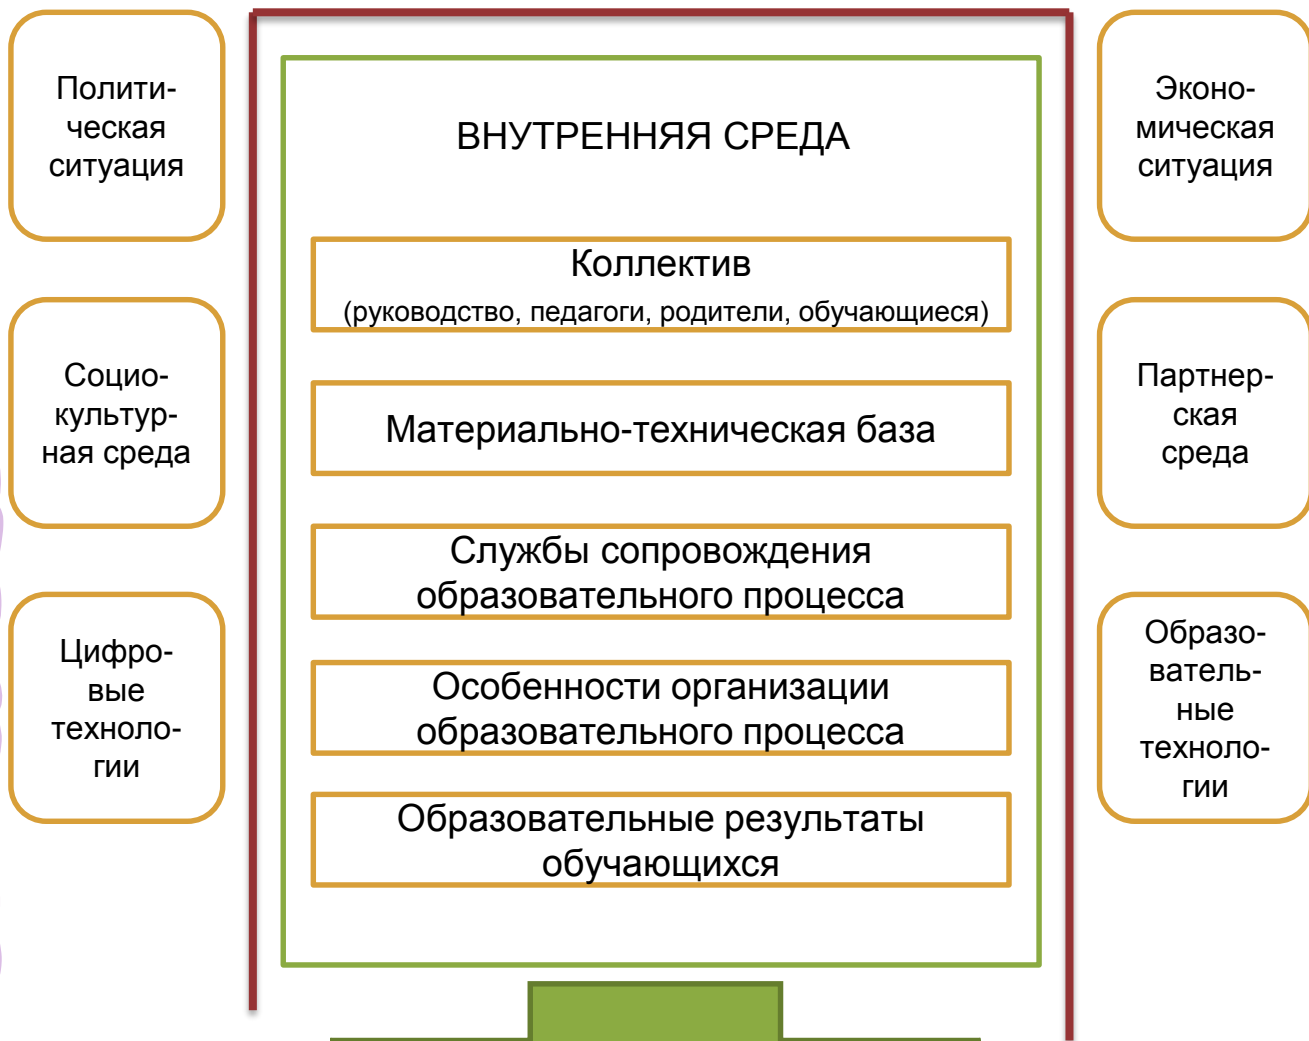 Полити-
ческая
ситуация
Социо-
культур-
ная среда
Цифро-
вые
техноло-
гии
ВНУТРЕННЯЯ СРЕДА
Коллектив
(руководство, педагоги, родители, обучающиеся)
Материально-техническая база
Службы сопровождения
образовательного процесса
Особенности организации
образовательного процесса
Образовательные результаты
обучающихся
Эконо-
мическая
ситуация
Партнер-
ская
среда
Образо-
ватель-
ные
техноло-
гии